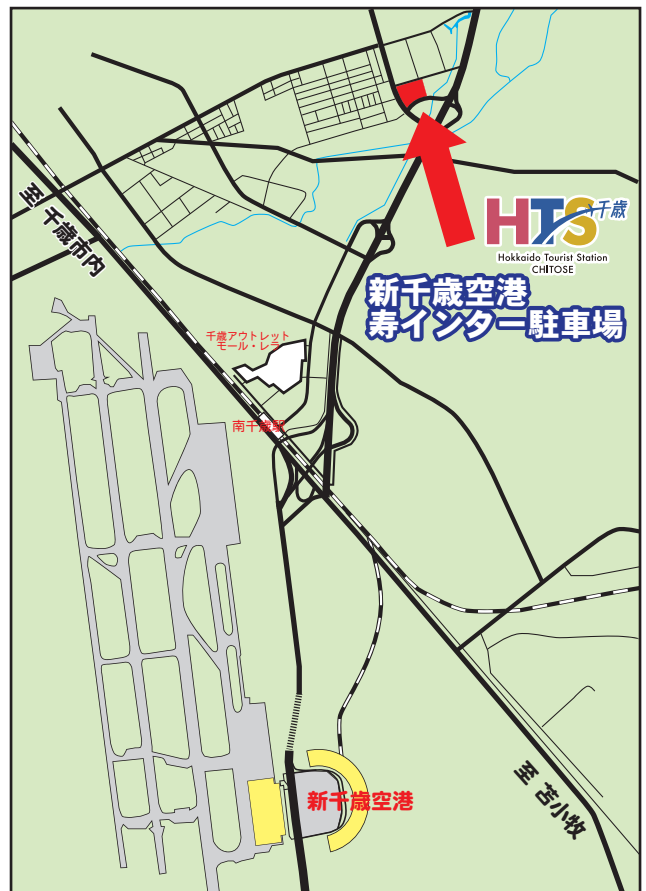 至 千歳市内
HTS千歳
Hokkaido Tourist Station
CHITOSE
新千歳空港
寿インター駐車場
千歳アウトレット
モール・レラ
南千歳駅
新千歳空港
至 苫小牧